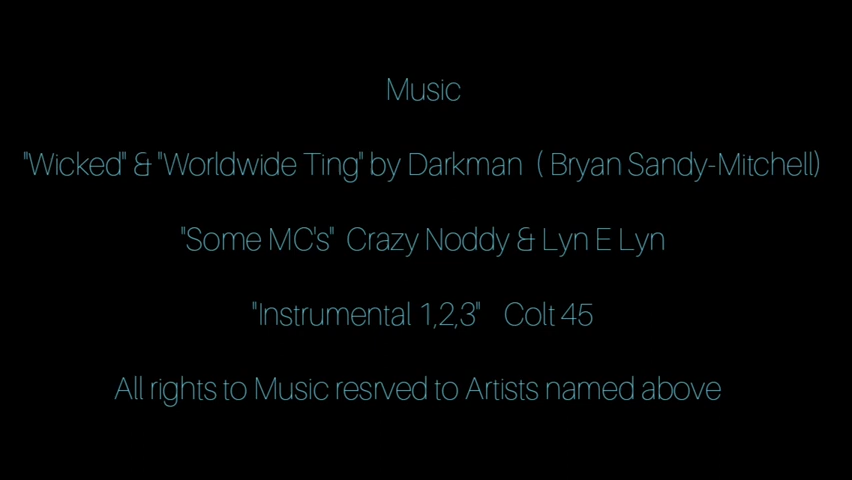 Music
"Wicked" & "Worldwide Ting" by Darkman ( Bryan Sandy-Mitchell)
"Some MC's" Crazy Noddy & Lyn E Lyn
"Instrumental 1,2,3" Colt 45
All rights to Music resrved to Artists named above